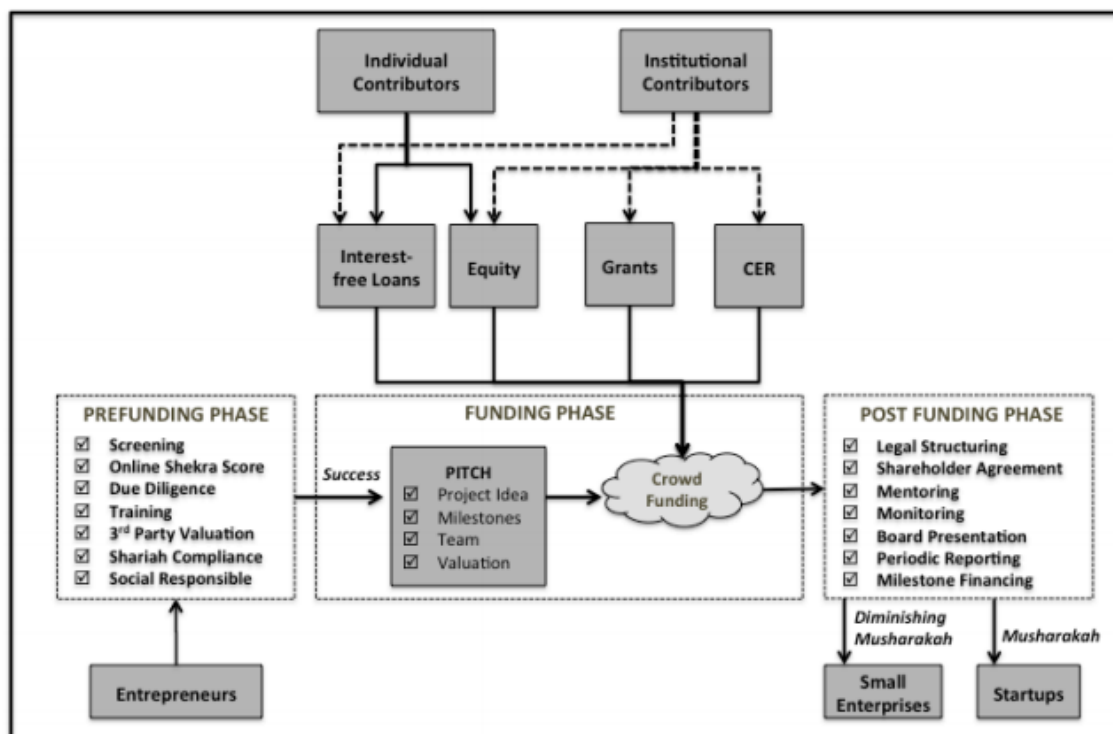 Individual
Contributors
Institutional
Contributors
Interest-
free Loans
Equity
Grants
CER
PREFUNDING PHASE
Screening
Online Shekra Score
Due Diligence
Training
3rd Party Valuation
Shariah Compliance
Social Responsible
Success
FUNDING PHASE
PITCH
Project Idea
Milestones
Team
Valuation
Crowd
Funding
POST FUNDING PHASE
Legal Structuring
Shareholder Agreement
Mentoring
Monitoring
Board Presentation
Periodic Reporting
Milestone Financing
Diminishing
Musharakah
Musharakah
Entrepreneurs
Small
Enterprises
Startups